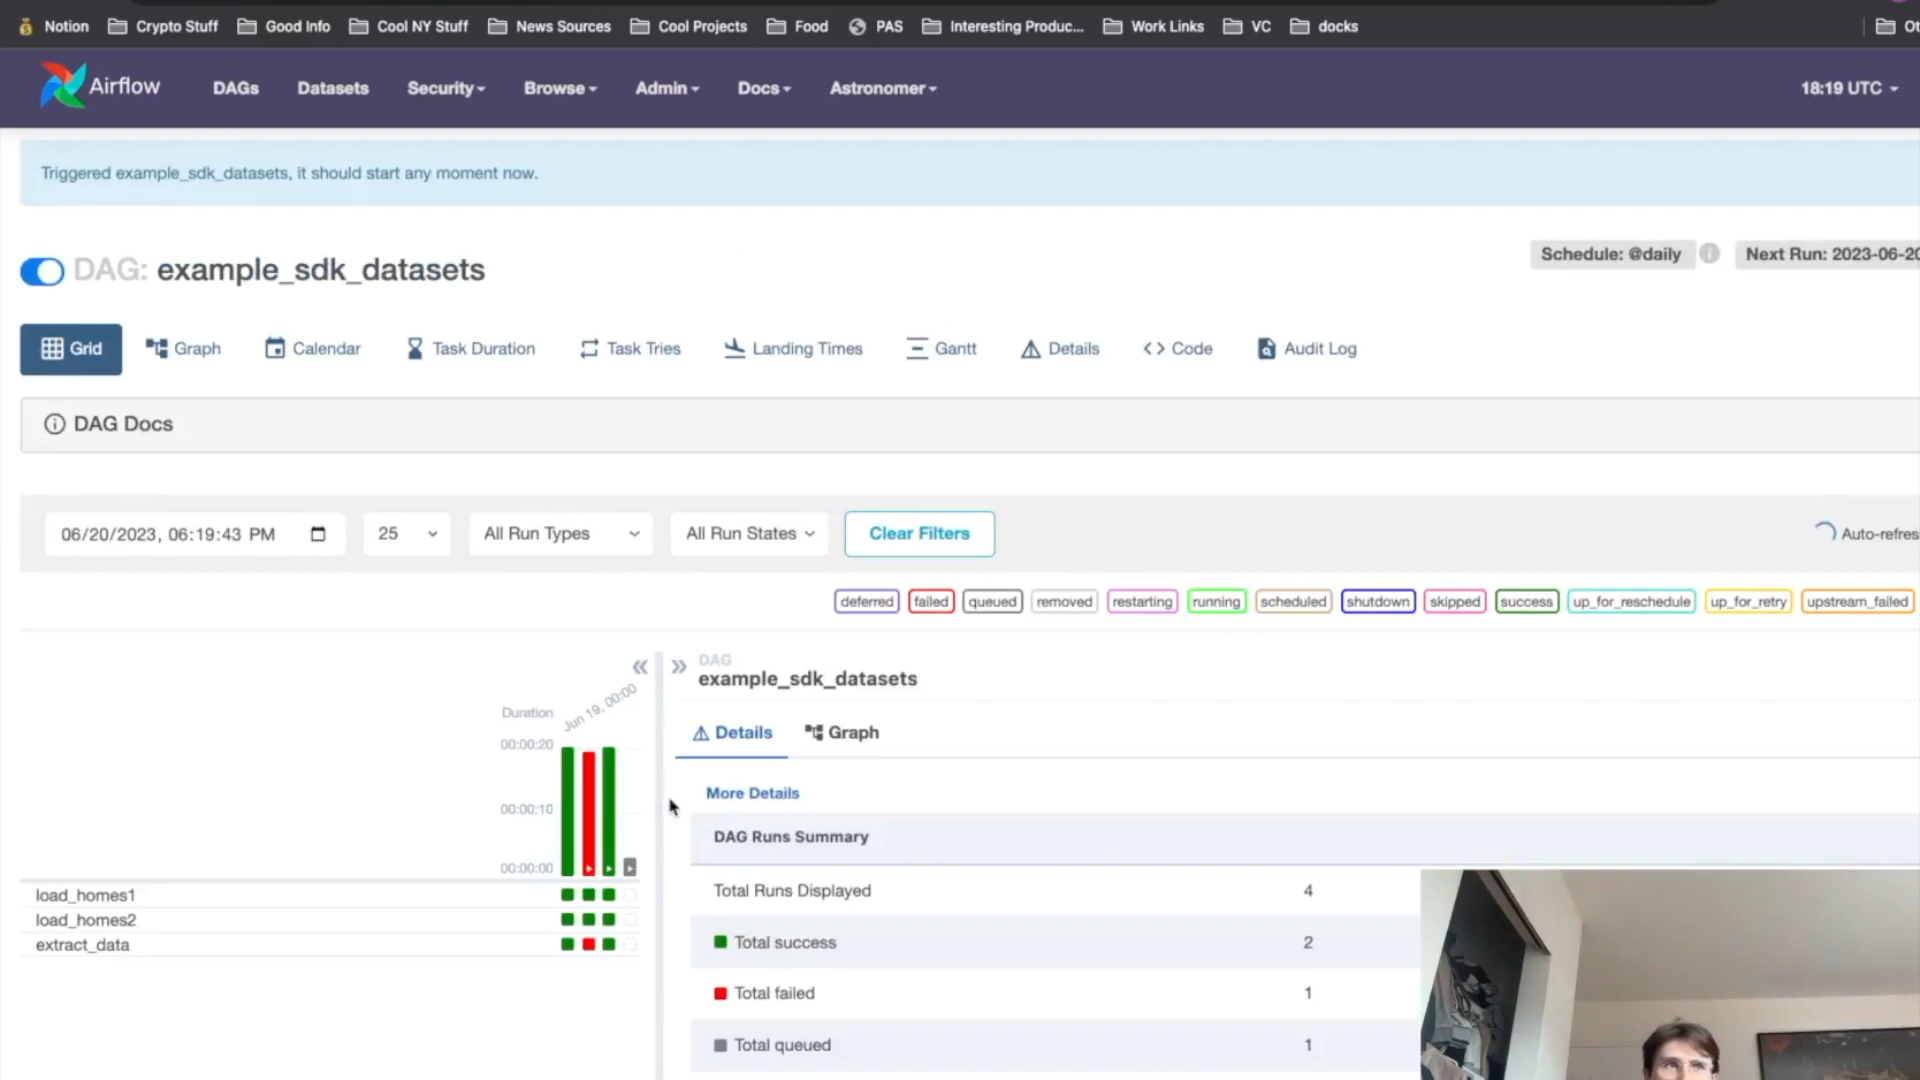 Notion Crypto Stuff Good Info Cool NY Stuff News Sources Cool Projects Food PAS Interesting Produc... Work Links VC docks Ot
Airflow DAGs Datasets Security Browse Admin Docs Astronomer 18:19 UTC
Triggered example_sdk_datasets, it should start any moment now.
DAG: example_sdk_datasets
Schedule: @daily Next Run: 2023-06-20
Grid Graph Calendar Task Duration Task Tries Landing Times Gantt Details Code Audit Log
DAG Docs
06/20/2023, 06:19:43 PM 25 All Run Types All Run States Clear Filters Auto-refres
deferred failed queued removed restarting running scheduled shutdown skipped success up_for_reschedule up_for_retry upstream_failed
DAG
example_sdk_datasets
Duration Jun 19, 00:00
00:00:20
00:00:10
00:00:00
load_homes1
load_homes2
extract_data
Details Graph
More Details
DAG Runs Summary
Total Runs Displayed 4
Total success 2
Total failed 1
Total queued 1